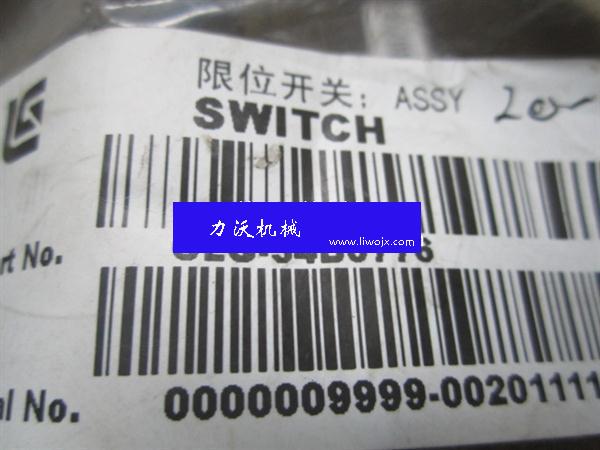 限位开关: ASSY
SWITCH
力沃机械
www.liwojx.com
rt No.
al No. 0000009999-00201111